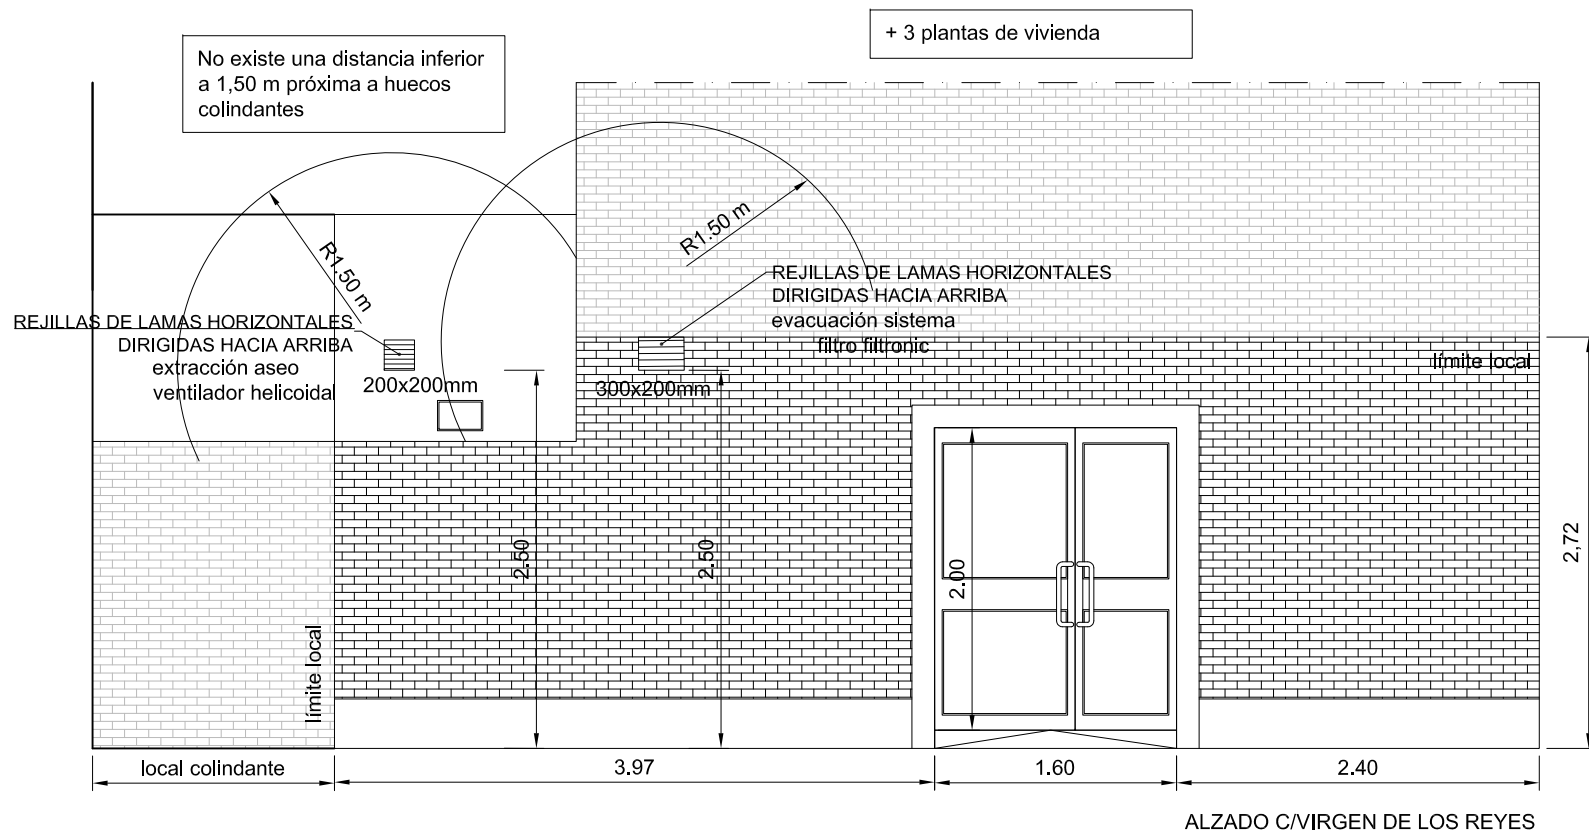 + 3 plantas de vivienda
No existe una distancia inferior
a 1,50 m próxima a huecos
colindantes
R1.50 m
R1.50 m
REJILLAS DE LAMAS HORIZONTALES
DIRIGIDAS HACIA ARRIBA
evacuación sistema
filtro filtronic
REJILLAS DE LAMAS HORIZONTALES
DIRIGIDAS HACIA ARRIBA
extracción aseo
ventilador helicoidal
200x200mm
300x200mm
límite local
2.50
2.50
2.00
2,72
límite local
local colindante
3.97
1.60
2.40
ALZADO C/VIRGEN DE LOS REYES